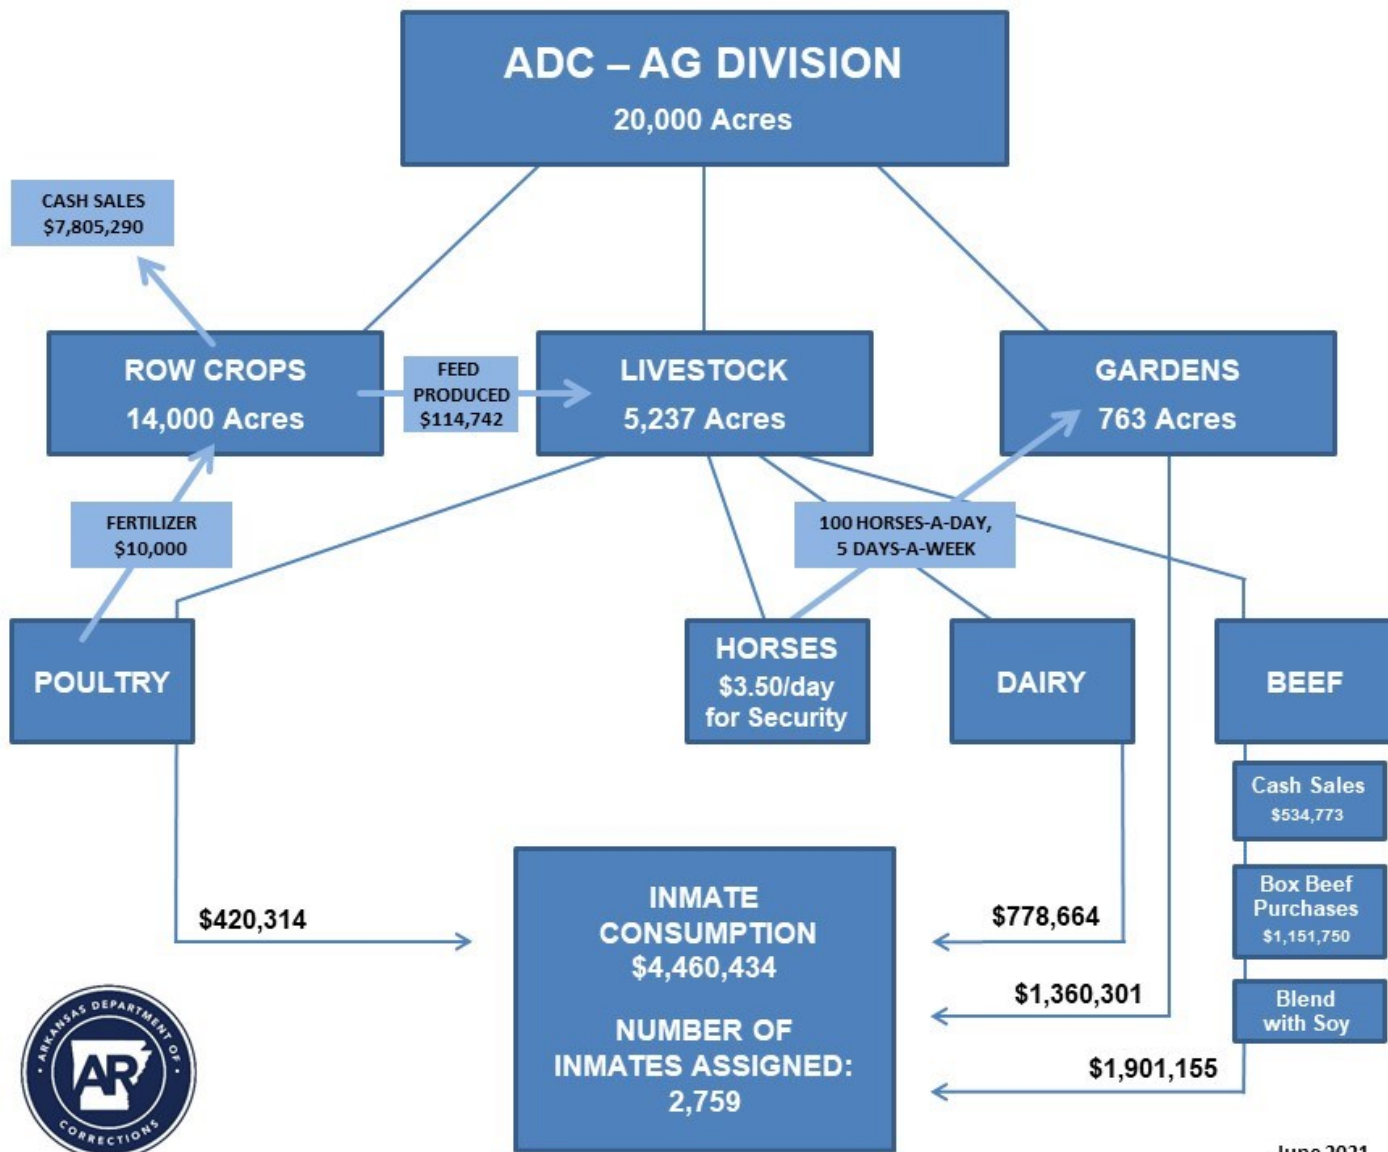 ADC – AG DIVISION
20,000 Acres
CASH SALES
$7,805,290
ROW CROPS
14,000 Acres
FEED
PRODUCED
$114,742
LIVESTOCK
5,237 Acres
GARDENS
763 Acres
FERTILIZER
$10,000
100 HORSES-A-DAY,
5 DAYS-A-WEEK
POULTRY
HORSES
$3.50/day
for Security
DAIRY
BEEF
Cash Sales
$534,773
Box Beef
Purchases
$1,151,750
Blend
with Soy
$420,314
INMATE
CONSUMPTION
$4,460,434
NUMBER OF
INMATES ASSIGNED:
2,759
$778,664
$1,360,301
$1,901,155
ARKANSAS DEPARTMENT OF
AR
CORRECTIONS
June 2021